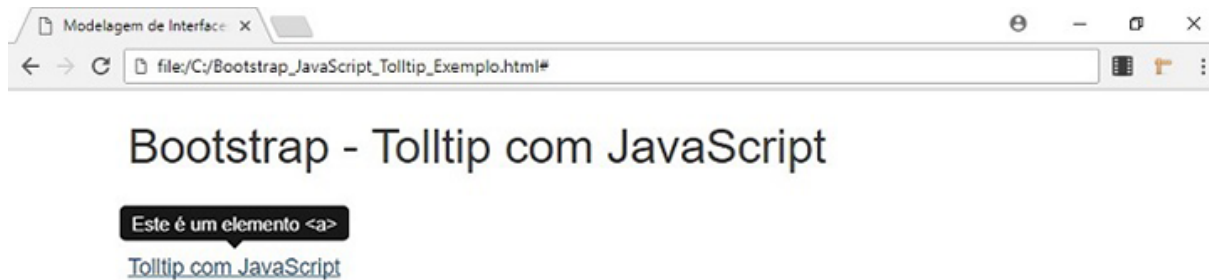 Modelagem de Interface
file:/C:/Bootstrap_JavaScript_Tolltip_Exemplo.html#
Bootstrap - Tolltip com JavaScript
Este é um elemento <a>
Tolltip com JavaScript